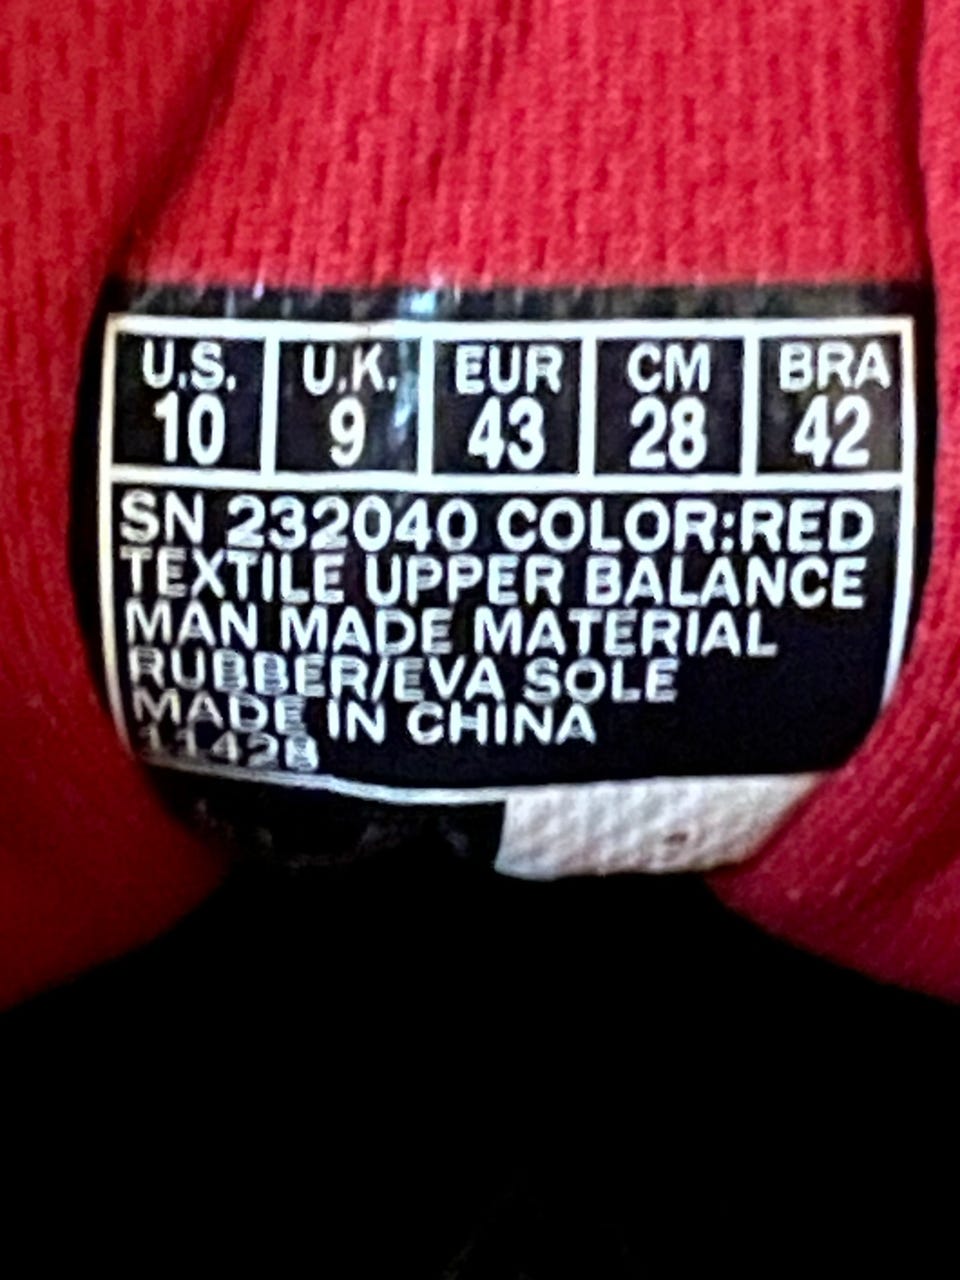 U.S. U.K. EUR CM BRA
10 9 43 28 42
SN 232040 COLOR:RED
TEXTILE UPPER BALANCE
MAN MADE MATERIAL
RUBBER/EVA SOLE
MADE IN CHINA